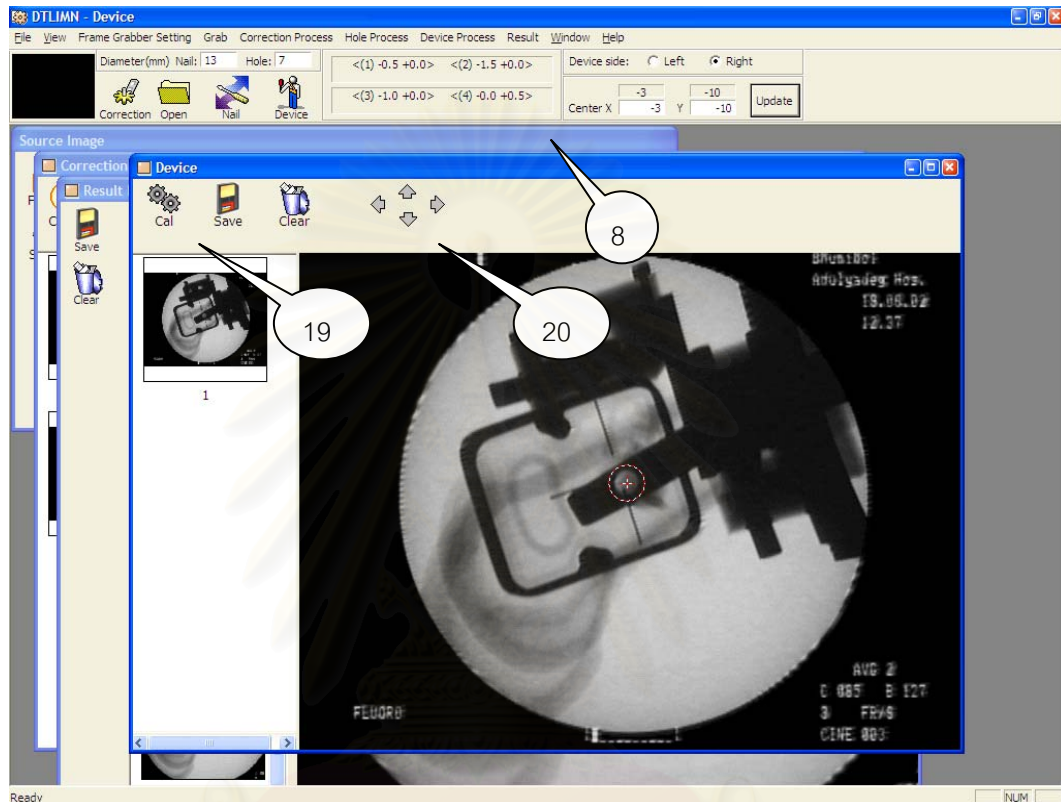 DTLIMN - Device
File View Frame Grabber Setting Grab Correction Process Hole Process Device Process Result Window Help
Diameter(mm) Nail: 13 Hole: 7
Correction Open Nail Device
<(1) -0.5 +0.0> <(2) -1.5 +0.0>
<(3) -1.0 +0.0> <(4) -0.0 +0.5>
Device side: Left Right
-3 -10
Center X -3 Y -10
Update
Source Image
Correction
Result
Save
Clear
Device
Cal Save Clear
8
19
20
1
Adulyadeg Hos.
12.37
FLUORO
AVG 2
C 085 B 127
CINE 003
Ready
NUM